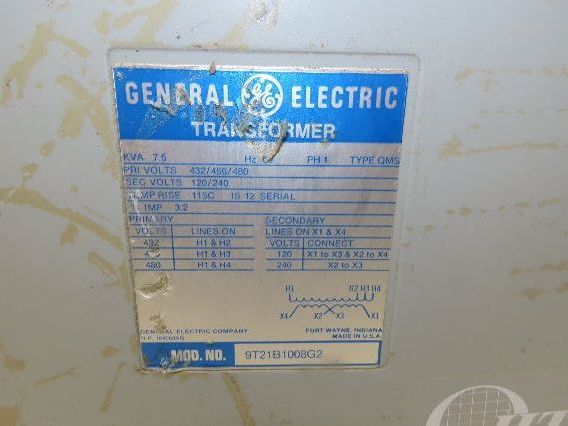 GENERAL GE ELECTRIC
TRANSFORMER
KVA 7.5 Hz PH 1 TYPE QMS
PRI VOLTS 432/456/480
SEC VOLTS 120/240
TEMP RISE 115C IS 12 SERIAL
IMP 3.2
PRIMARY SECONDARY
VOLTS LINES ON LINES ON X1 & X4
432 H1 & H2 VOLTS CONNECT
H1 & H3 120 X1 to X3 & X2 to X4
480 H1 & H4 240 X2 to X3
H1 H2 H3 H4
X4 X2 X3 X1
GENERAL ELECTRIC COMPANY FORT WAYNE, INDIANA
N.P. MADE IN U.S.A.
MOD. NO. 9T21B1008G2